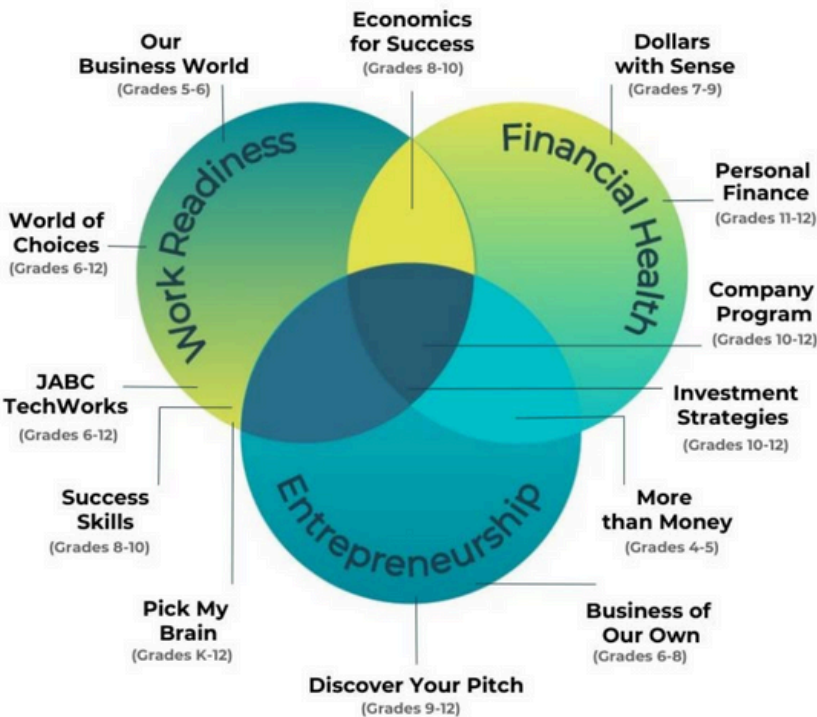 Economics
for Success
(Grades 8-10)
Our
Business World
(Grades 5-6)
Dollars
with Sense
(Grades 7-9)
Work Readiness
Financial Health
Personal
Finance
(Grades 11-12)
World of
Choices
(Grades 6-12)
Company
Program
(Grades 10-12)
JABC
TechWorks
(Grades 6-12)
Investment
Strategies
(Grades 10-12)
Success
Skills
(Grades 8-10)
More
than Money
(Grades 4-5)
Entrepreneurship
Pick My
Brain
(Grades K-12)
Business of
Our Own
(Grades 6-8)
Discover Your Pitch
(Grades 9-12)